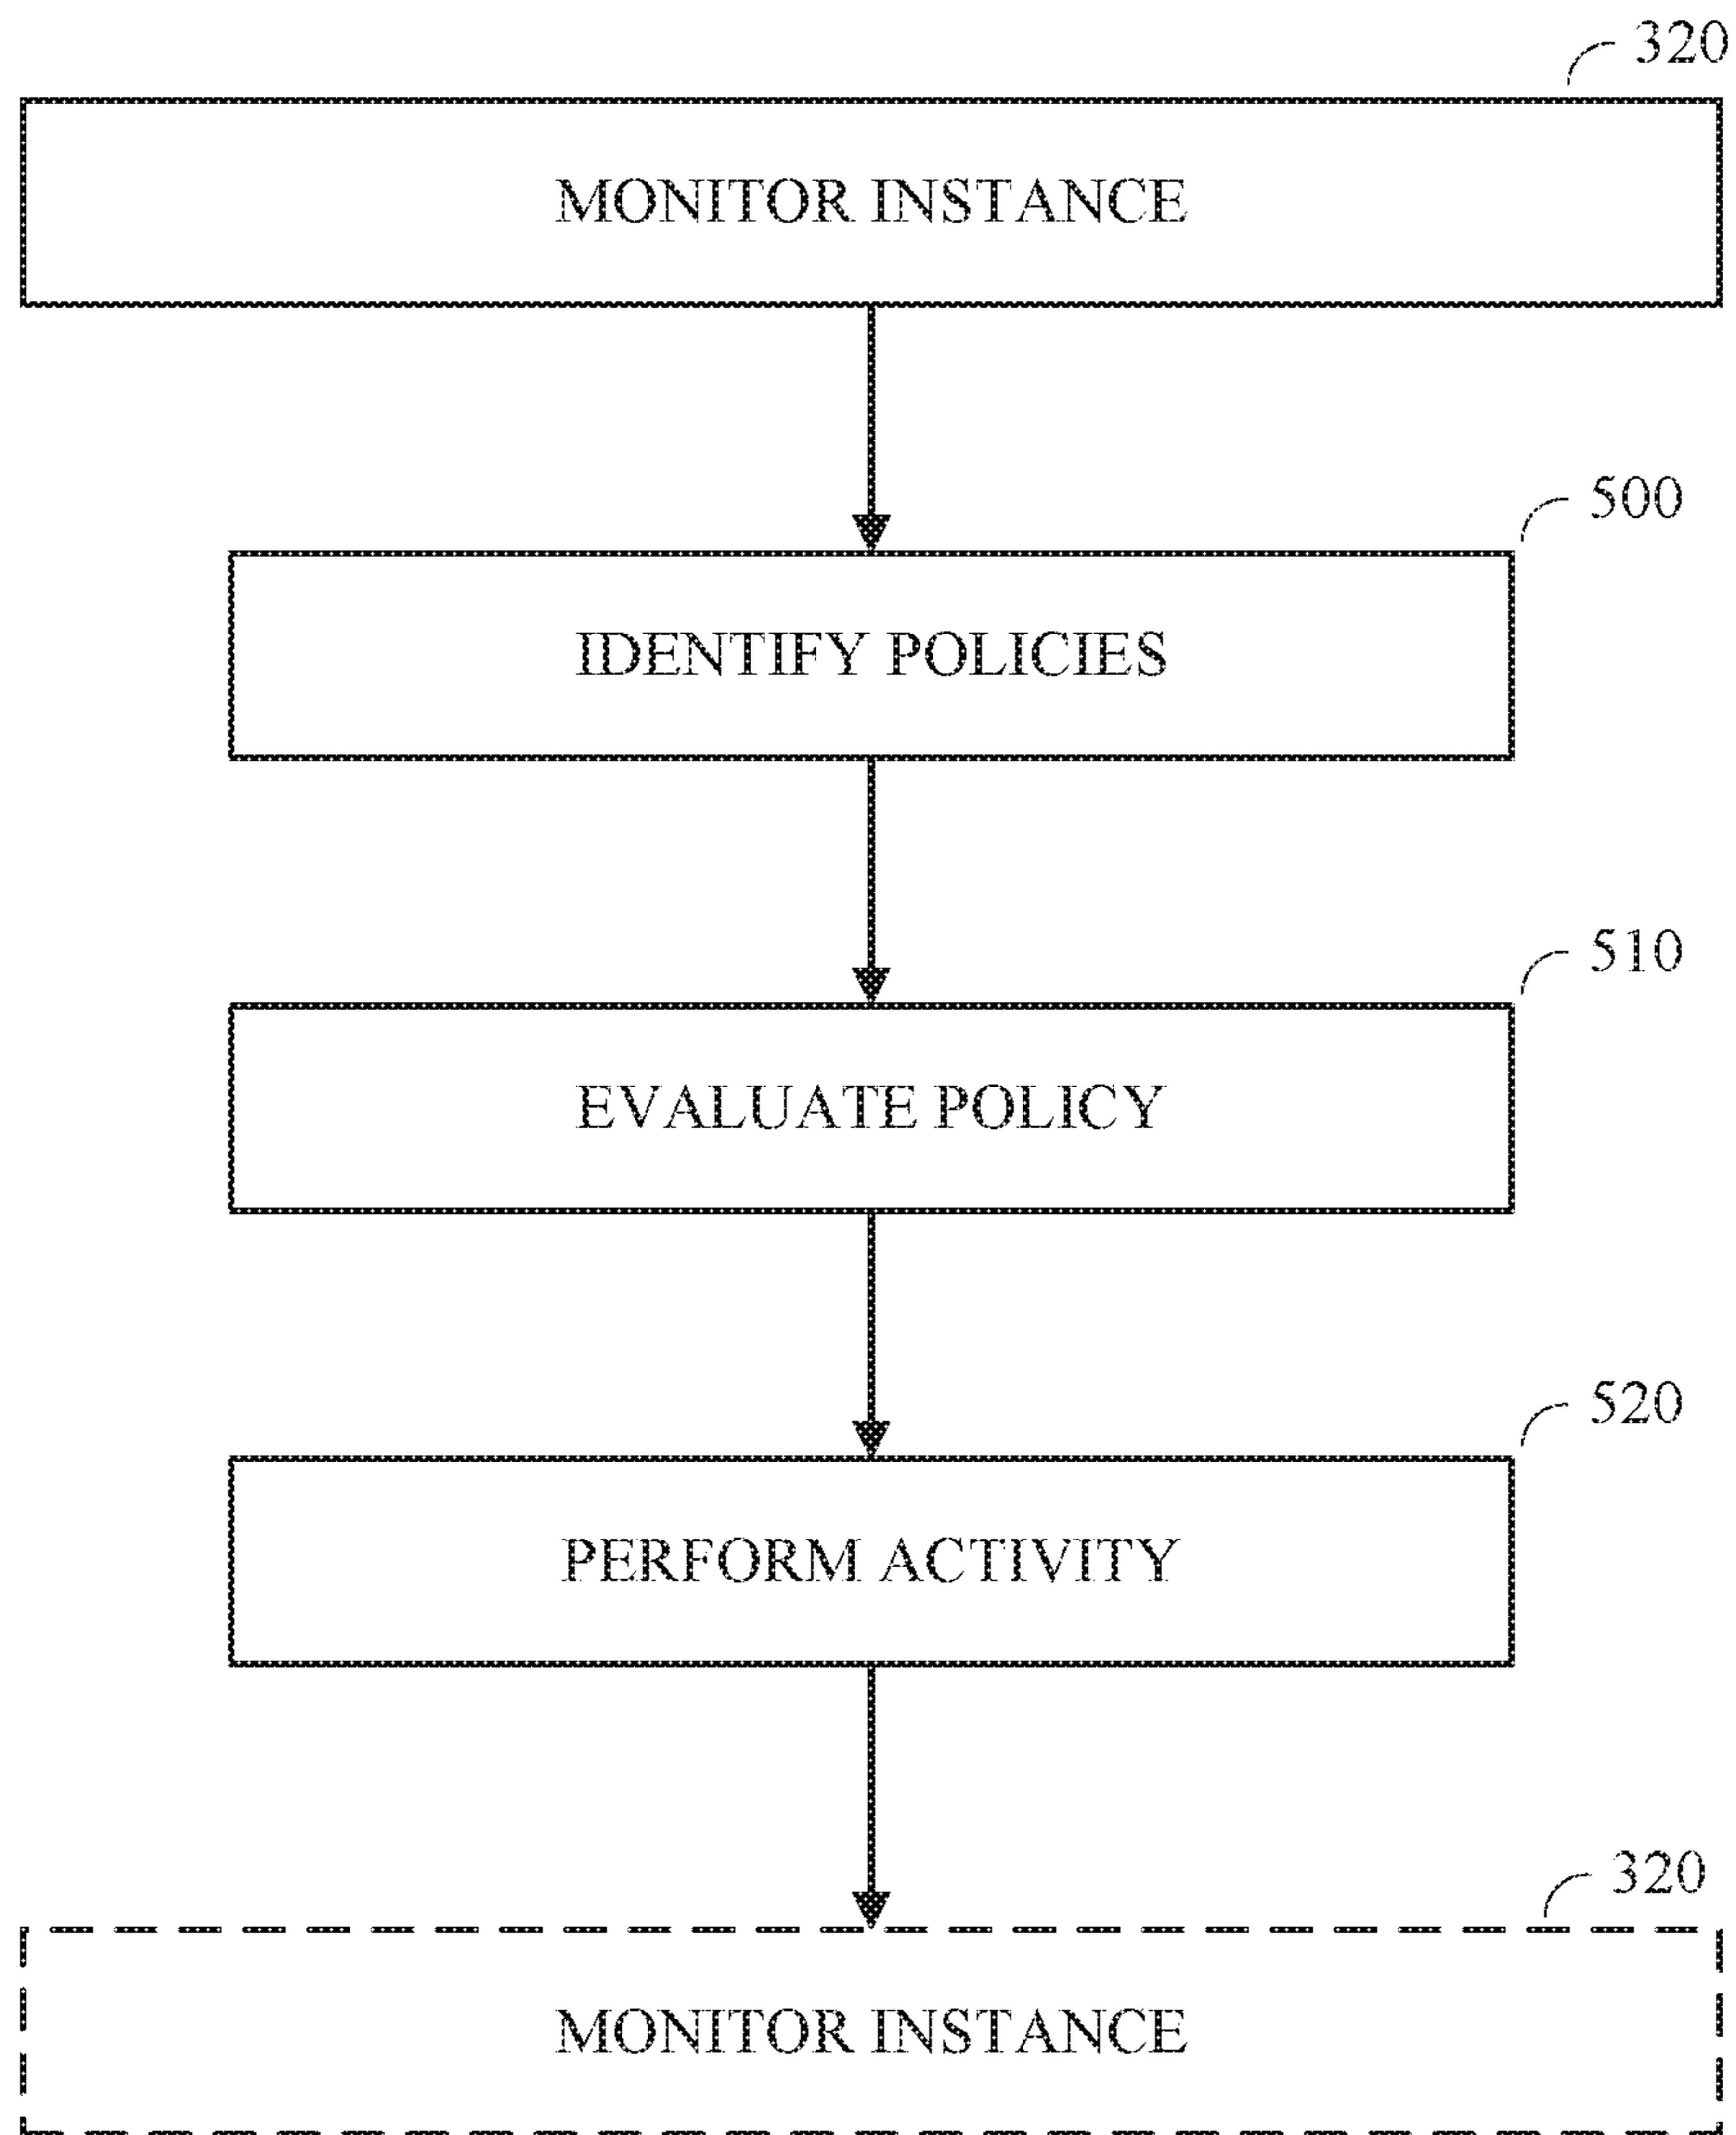 320
MONITOR INSTANCE
500
IDENTIFY POLICIES
510
EVALUATE POLICY
520
PERFORM ACTIVITY
320
MONITOR INSTANCE